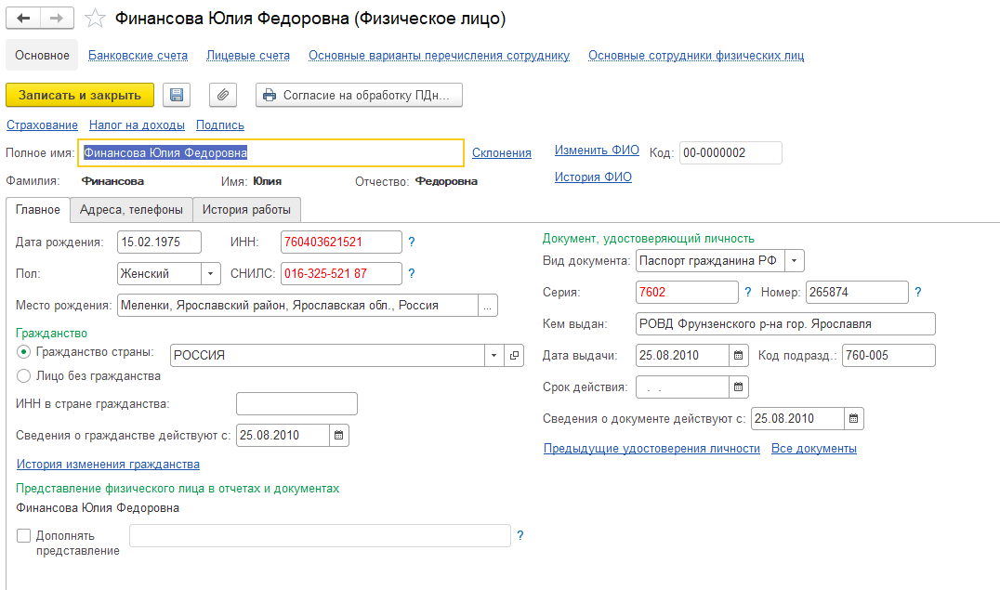 Финансова Юлия Федоровна (Физическое лицо)
Основное Банковские счета Лицевые счета Основные варианты перечисления сотруднику Основные сотрудники физических лиц
Записать и закрыть Согласие на обработку ПДн...
Страхование Налог на доходы Подпись
Полное имя: Финансова Юлия Федоровна Склонения Изменить ФИО Код: 00-0000002
История ФИО
Фамилия: Финансова Имя: Юлия Отчество: Федоровна
Главное Адреса, телефоны История работы
Дата рождения: 15.02.1975 ИНН: 760403621521 ?
Пол: Женский СНИЛС: 016-325-521 87 ?
Место рождения: Меленки, Ярославский район, Ярославская обл., Россия ...
Гражданство
Гражданство страны: РОССИЯ
Лицо без гражданства
ИНН в стране гражданства:
Сведения о гражданстве действуют с: 25.08.2010
История изменения гражданства
Представление физического лица в отчетах и документах
Финансова Юлия Федоровна
Дополнять
представление ?
Документ, удостоверяющий личность
Вид документа: Паспорт гражданина РФ
Серия: 7602 ? Номер: 265874 ?
Кем выдан: РОВД Фрунзенского р-на гор. Ярославля
Дата выдачи: 25.08.2010 Код подразд.: 760-005
Срок действия: . .
Сведения о документе действуют с: 25.08.2010
Предыдущие удостоверения личности Все документы